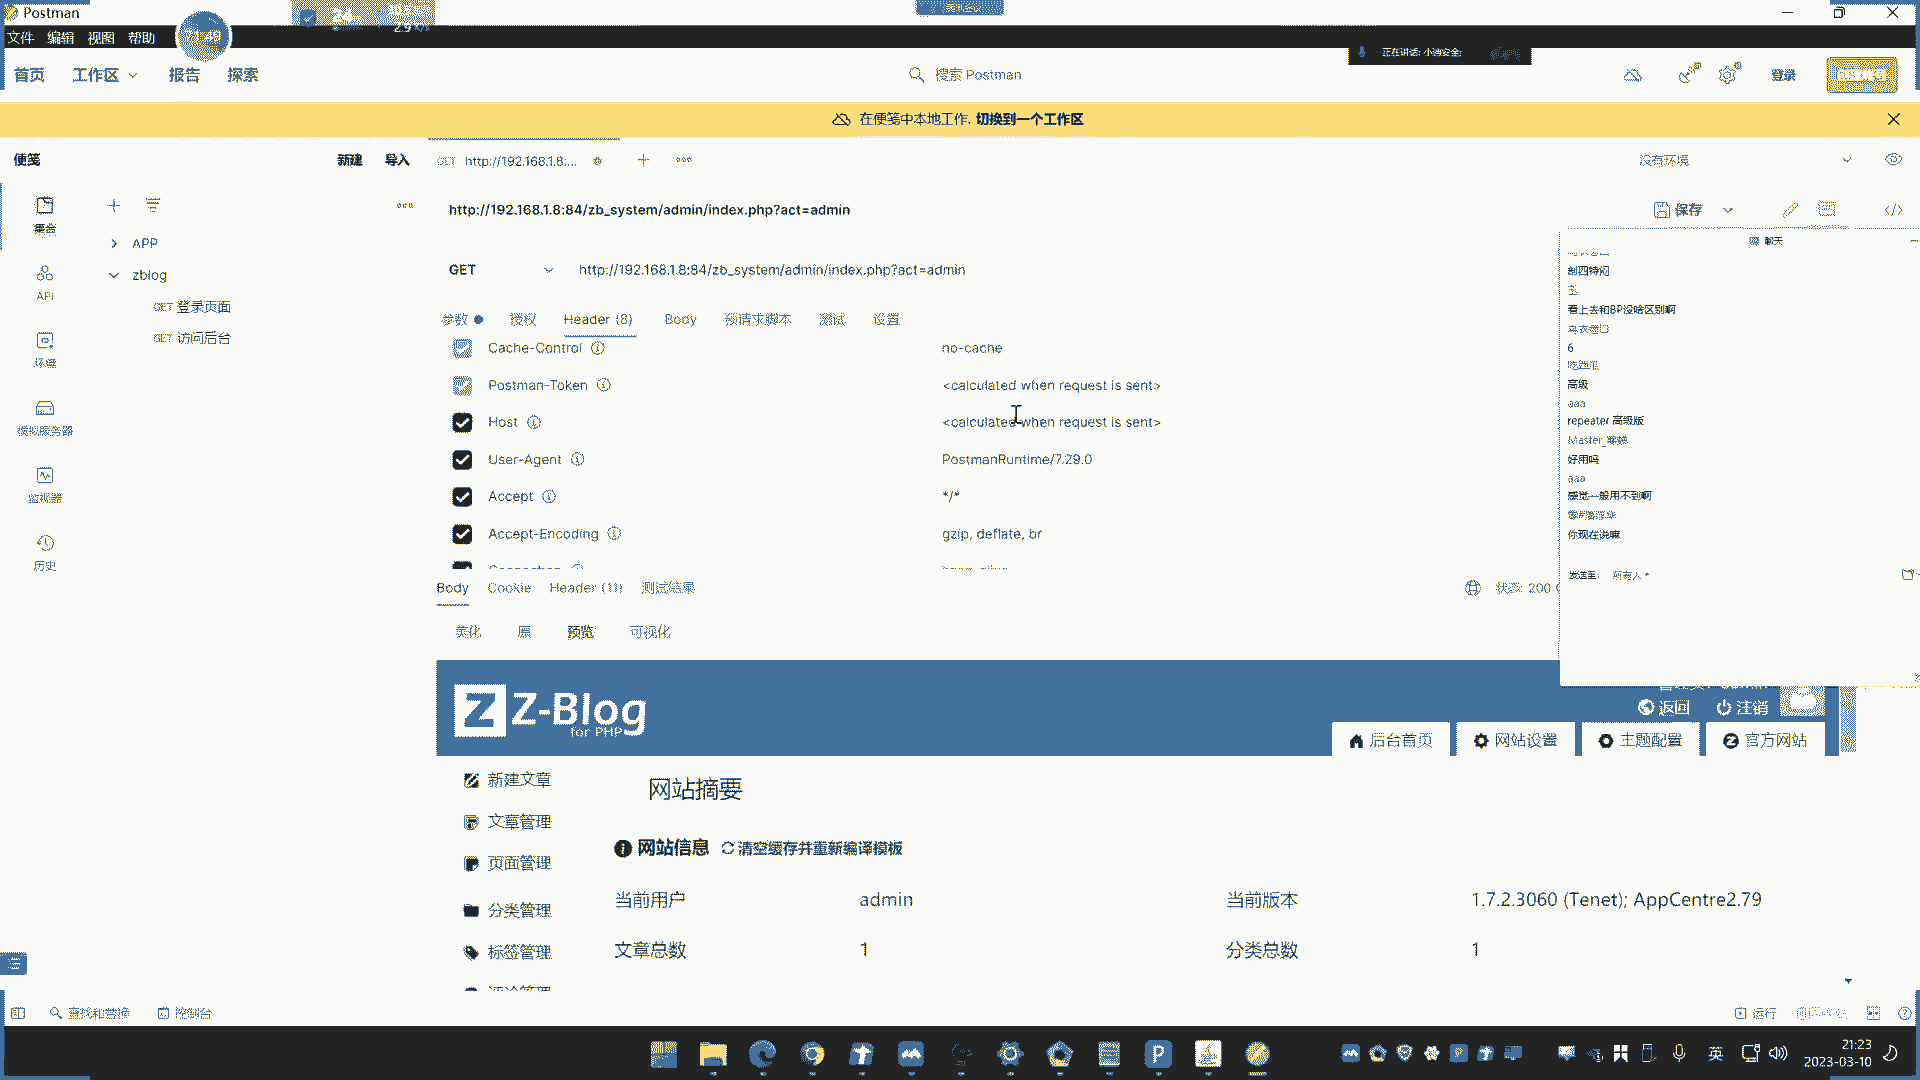 Postman
文件 编辑 视图 帮助
正在讲话: 小迪安全;
首页 工作区 报告 探索
搜索 Postman
登录
在便笺中本地工作. 切换到一个工作区
便笺
新建 导入
GET http://192.168.1.8:...
没有环境
集合
API
环境
模拟服务器
监视器
历史
APP
zblog
GET 登录页面
GET 访问后台
http://192.168.1.8:84/zb_system/admin/index.php?act=admin
保存
GET http://192.168.1.8:84/zb_system/admin/index.php?act=admin
参数 授权 Header (8) Body 预请求脚本 测试 设置
Cache-Control no-cache
Postman-Token <calculated when request is sent>
Host <calculated when request is sent>
User-Agent PostmanRuntime/7.29.0
Accept */*
Accept-Encoding gzip, deflate, br
Body Cookie Header (11) 测试结果
状态: 200
美化 原 预览 可视化
聊天
看上去和BP没啥区别啊
6
高级
aaa
repeater 高级版
好用吗
aaa
感觉一般用不到啊
你现在说嘛
发送至: 所有人
Z Z-Blog
for PHP
返回 注销
后台首页 网站设置 主题配置 官方网站
新建文章
文章管理
页面管理
分类管理
标签管理
网站摘要
网站信息 清空缓存并重新编译模板
当前用户 admin 当前版本 1.7.2.3060 (Tenet); AppCentre2.79
文章总数 1 分类总数 1
查找和替换 控制台
运行
英
21:23
2023-03-10